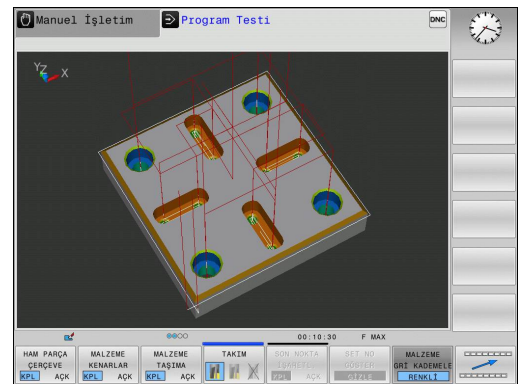 Manuel İşletim
Program Testi
DNC
Y
Z
X
00:10:30 F MAX
HAM PARÇA
ÇERÇEVE
KPL AÇK
MALZEME
KENARLAR
KPL AÇK
MALZEME
TAŞIMA
KPL AÇK
TAKIM
SON NOKTA
İŞARETLE
KPL AÇK
SET NO
GÖSTER
GİZLE
MALZEME
GRİ KADEMELE
RENKLİ